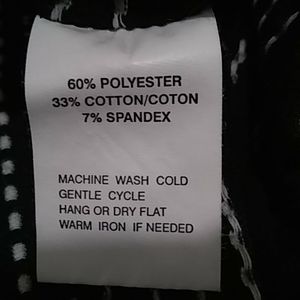 60% POLYESTER
33% COTTON/COTON
7% SPANDEX
MACHINE WASH COLD
GENTLE CYCLE
HANG OR DRY FLAT
WARM IRON IF NEEDED